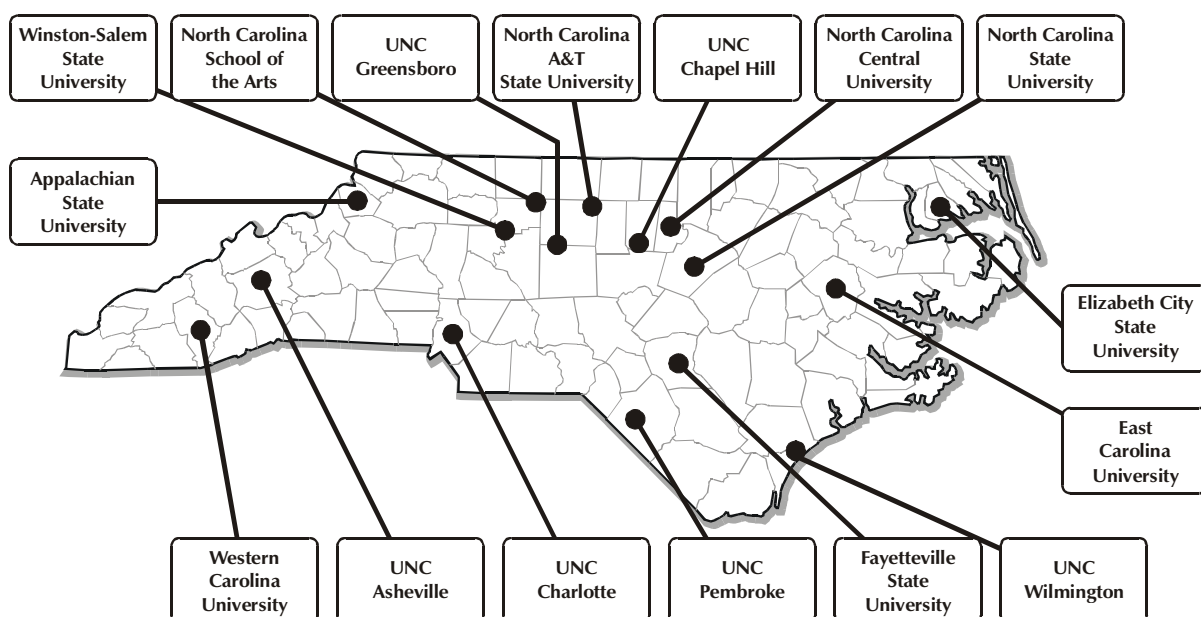 Winston-Salem
State
University
North Carolina
School of
the Arts
UNC
Greensboro
North Carolina
A&T
State University
UNC
Chapel Hill
North Carolina
Central
University
North Carolina
State
University
Appalachian
State
University
Elizabeth City
State
University
East
Carolina
University
Western
Carolina
University
UNC
Asheville
UNC
Charlotte
UNC
Pembroke
Fayetteville
State
University
UNC
Wilmington